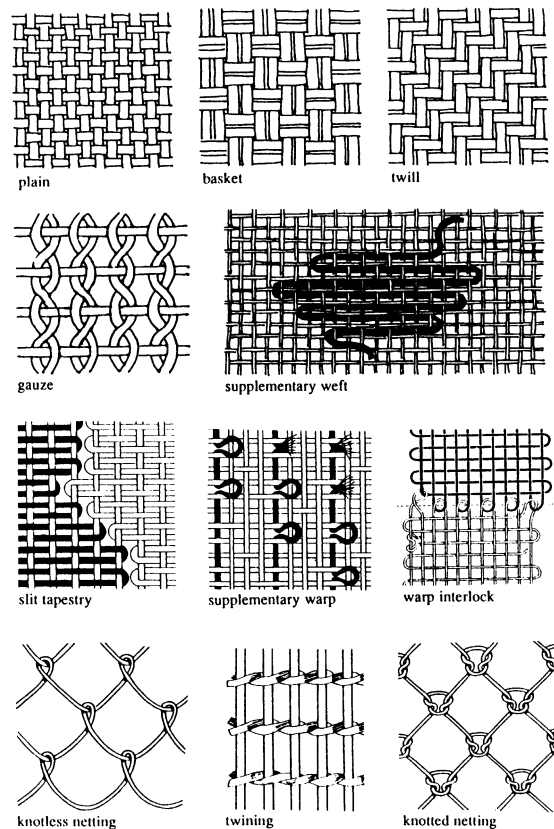 plain
basket
twill
gauze
supplementary weft
slit tapestry
supplementary warp
warp interlock
knotless netting
twining
knotted netting